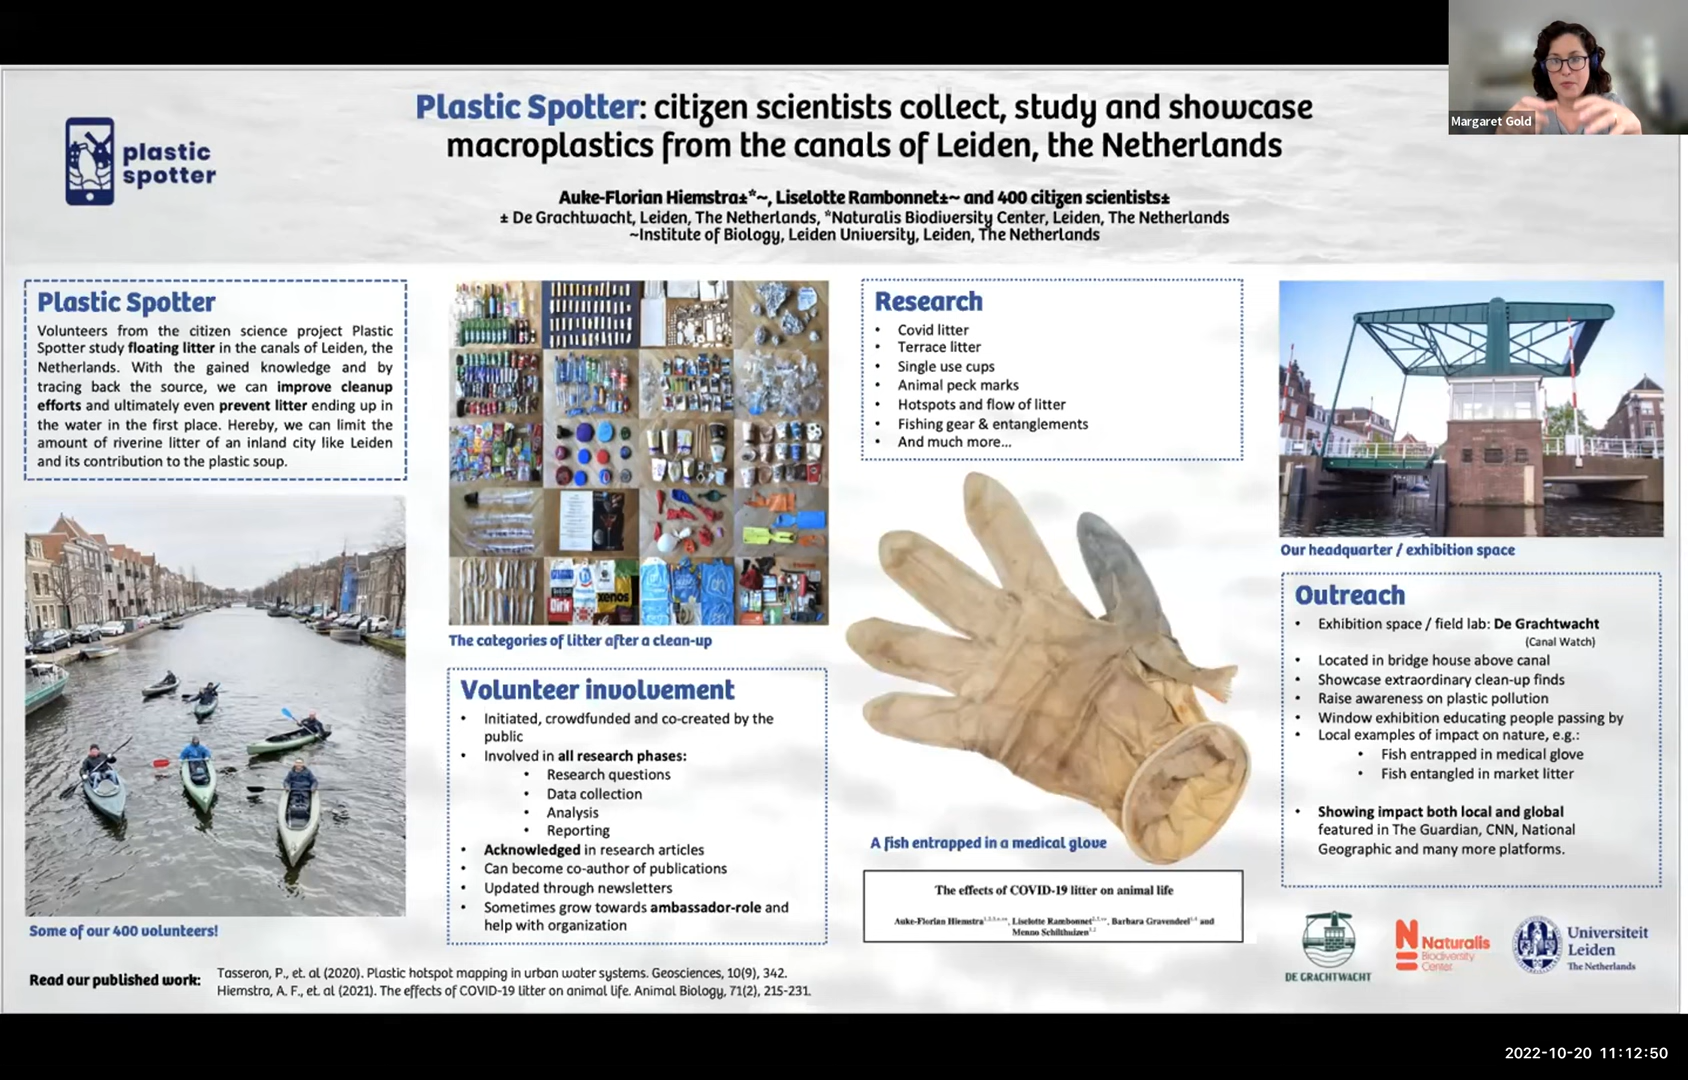 Margaret Gold
plastic
spotter
Plastic Spotter: citizen scientists collect, study and showcase
macroplastics from the canals of Leiden, the Netherlands
Auke-Florian Hiemstra±*~, Liselotte Rambonnet±~ and 400 citizen scientists±
± De Grachtwacht, Leiden, The Netherlands, *Naturalis Biodiversity Center, Leiden, The Netherlands
~Institute of Biology, Leiden University, Leiden, The Netherlands
Plastic Spotter
Volunteers from the citizen science project Plastic
Spotter study floating litter in the canals of Leiden, the
Netherlands. With the gained knowledge and by
tracing back the source, we can improve cleanup
efforts and ultimately even prevent litter ending up in
the water in the first place. Hereby, we can limit the
amount of riverine litter of an inland city like Leiden
and its contribution to the plastic soup.
Some of our 400 volunteers!
Dirk
xenos
The categories of litter after a clean-up
Volunteer involvement
• Initiated, crowdfunded and co-created by the
public
• Involved in all research phases:
• Research questions
• Data collection
• Analysis
• Reporting
• Acknowledged in research articles
• Can become co-author of publications
• Updated through newsletters
• Sometimes grow towards ambassador-role and
help with organization
Research
• Covid litter
• Terrace litter
• Single use cups
• Animal peck marks
• Hotspots and flow of litter
• Fishing gear & entanglements
• And much more...
A fish entrapped in a medical glove
The effects of COVID-19 litter on animal life
Auke-Florian Hiemstra, Liselotte Rambonnet, Barbara Gravendeel and
Menno Schilthuizen
Our headquarter / exhibition space
Outreach
• Exhibition space / field lab: De Grachtwacht
(Canal Watch)
• Located in bridge house above canal
• Showcase extraordinary clean-up finds
• Raise awareness on plastic pollution
• Window exhibition educating people passing by
• Local examples of impact on nature, e.g.:
• Fish entrapped in medical glove
• Fish entangled in market litter
• Showing impact both local and global
featured in The Guardian, CNN, National
Geographic and many more platforms.
DE GRACHTWACHT
Naturalis
Biodiversity
Center
Universiteit
Leiden
The Netherlands
Read our published work:
Tasseron, P., et. al (2020). Plastic hotspot mapping in urban water systems. Geosciences, 10(9), 342.
Hiemstra, A. F., et. al (2021). The effects of COVID-19 litter on animal life. Animal Biology, 71(2), 215-231.
2022-10-20 11:12:50